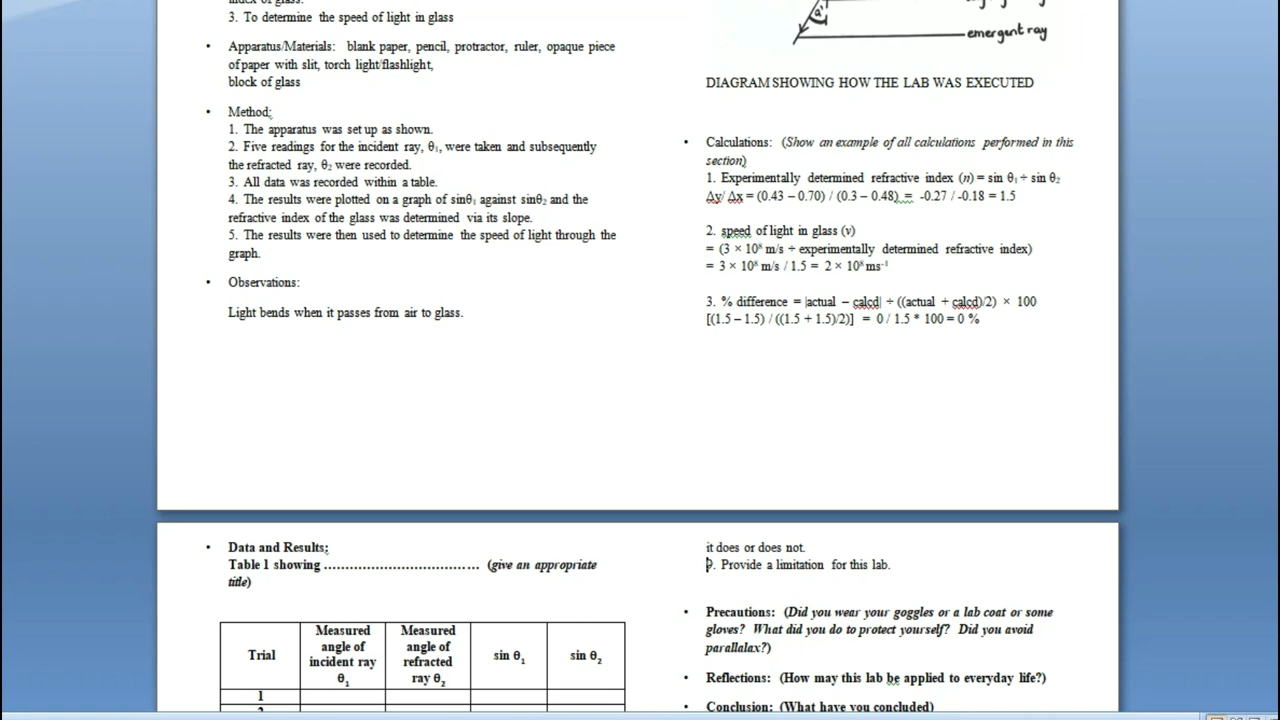 3. To determine the speed of light in glass
• Apparatus/Materials: blank paper, pencil, protractor, ruler, opaque piece
of paper with slit, torch light/flashlight,
block of glass
• Method:
1. The apparatus was set up as shown.
2. Five readings for the incident ray, θ₁, were taken and subsequently
the refracted ray, θ₂ were recorded.
3. All data was recorded within a table.
4. The results were plotted on a graph of sinθ₁ against sinθ₂ and the
refractive index of the glass was determined via its slope.
5. The results were then used to determine the speed of light through the
graph.
• Observations:
Light bends when it passes from air to glass.
a'
emergent ray
DIAGRAM SHOWING HOW THE LAB WAS EXECUTED
• Calculations: (Show an example of all calculations performed in this
section)
1. Experimentally determined refractive index (n) = sin θ₁ ÷ sin θ₂
Δy/ Δx = (0.43 – 0.70) / (0.3 – 0.48) = -0.27 / -0.18 = 1.5
2. speed of light in glass (v)
= (3 × 10⁸ m/s ÷ experimentally determined refractive index)
= 3 × 10⁸ m/s / 1.5 = 2 × 10⁸ ms⁻¹
3. % difference = |actual – calcd| ÷ ((actual + calcd)/2) × 100
[(1.5 – 1.5) / ((1.5 + 1.5)/2)] = 0 / 1.5 * 100 = 0 %
• Data and Results:
Table 1 showing ……………………………… (give an appropriate
title)
Trial
Measured
angle of
incident ray
θ₁
Measured
angle of
refracted
ray θ₂
sin θ₁
sin θ₂
1
it does or does not.
9. Provide a limitation for this lab.
• Precautions: (Did you wear your goggles or a lab coat or some
gloves? What did you do to protect yourself? Did you avoid
parallalax?)
• Reflections: (How may this lab be applied to everyday life?)
Conclusion: (What have you concluded)